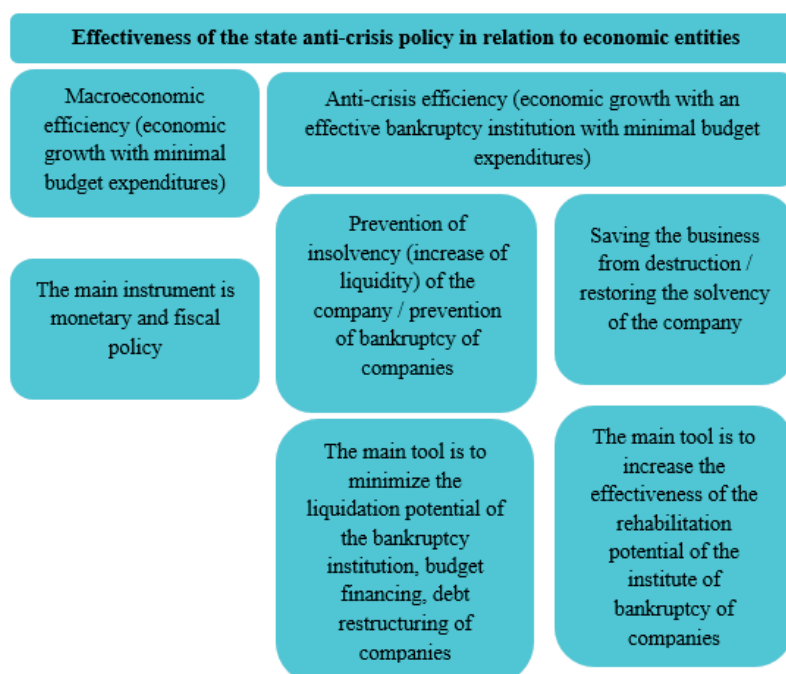 Effectiveness of the state anti-crisis policy in relation to economic entities
Macroeconomic
efficiency (economic
growth with minimal
budget expenditures)
Anti-crisis efficiency (economic growth with an
effective bankruptcy institution with minimal budget
expenditures)
The main instrument is
monetary and fiscal
policy
Prevention of
insolvency (increase of
liquidity) of the
company / prevention
of bankruptcy of
companies
Saving the business
from destruction /
restoring the solvency
of the company
The main tool is to
minimize the
liquidation potential of
the bankruptcy
institution, budget
financing, debt
restructuring of
companies
The main tool is to
increase the
effectiveness of the
rehabilitation
potential of the
institute of
bankruptcy of
companies